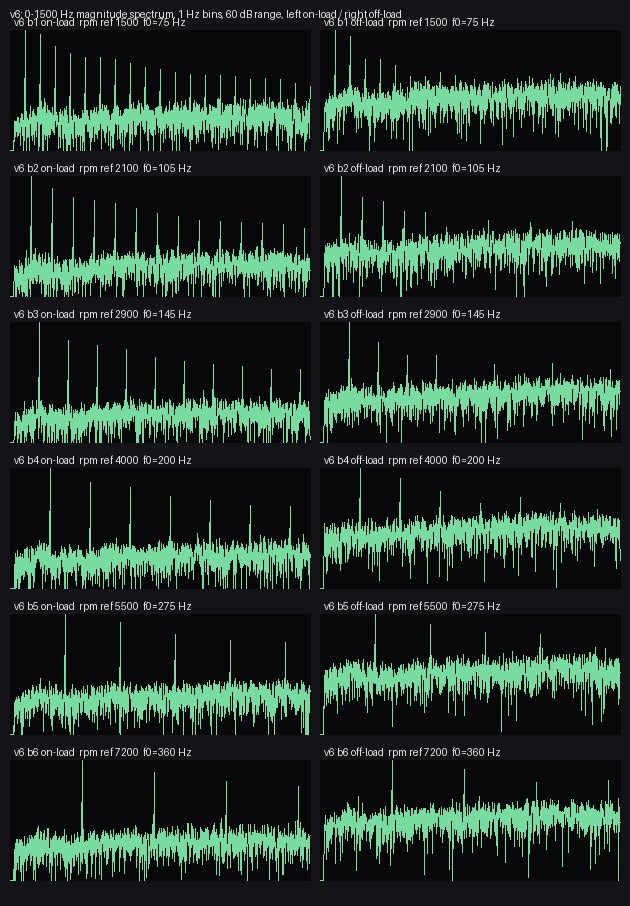 v6: 0-1500 Hz magnitude spectrum, 1 Hz bins, 60 dB range, left on-load / right off-load
v6 b1 on-load rpm ref 1500 f0=75 Hz
v6 b1 off-load rpm ref 1500 f0=75 Hz
v6 b2 on-load rpm ref 2100 f0=105 Hz
v6 b2 off-load rpm ref 2100 f0=105 Hz
v6 b3 on-load rpm ref 2900 f0=145 Hz
v6 b3 off-load rpm ref 2900 f0=145 Hz
v6 b4 on-load rpm ref 4000 f0=200 Hz
v6 b4 off-load rpm ref 4000 f0=200 Hz
v6 b5 on-load rpm ref 5500 f0=275 Hz
v6 b5 off-load rpm ref 5500 f0=275 Hz
v6 b6 on-load rpm ref 7200 f0=360 Hz
v6 b6 off-load rpm ref 7200 f0=360 Hz